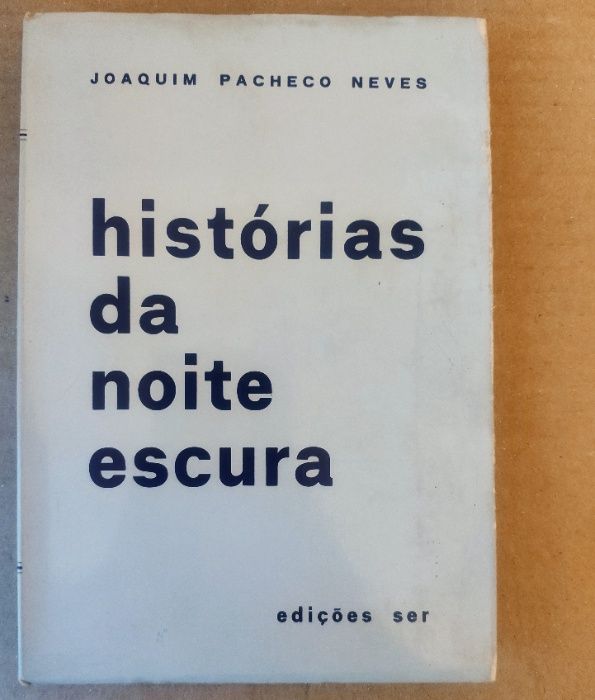 JOAQUIM PACHECO NEVES
histórias
da
noite
escura
edições ser